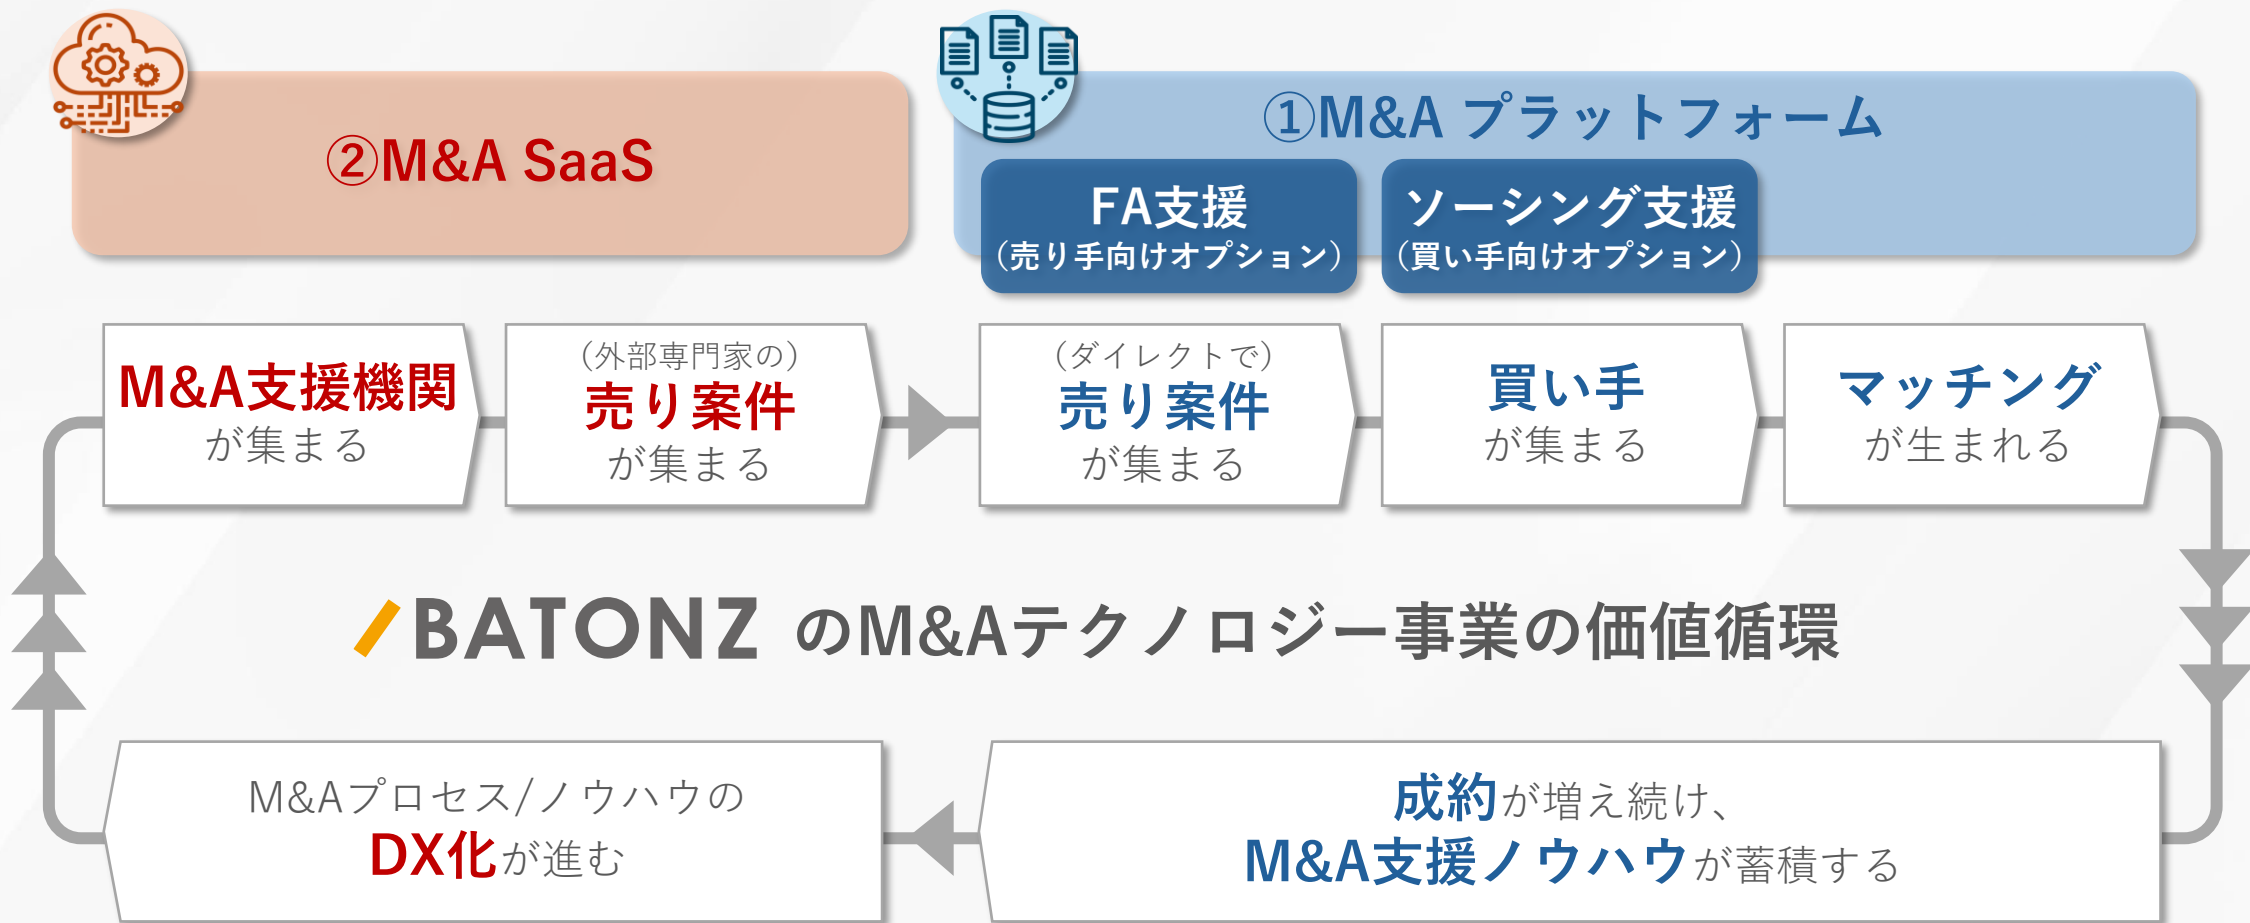 ②M&A SaaS
①M&A プラットフォーム
FA支援
(売り手向けオプション)
ソーシング支援
(買い手向けオプション)
M&A支援機関
が集まる
(外部専門家の)
売り案件
が集まる
(ダイレクトで)
売り案件
が集まる
買い手
が集まる
マッチング
が生まれる
BATONZ のM&Aテクノロジー事業の価値循環
M&Aプロセス/ノウハウの
DX化が進む
成約が増え続け、
M&A支援ノウハウが蓄積する